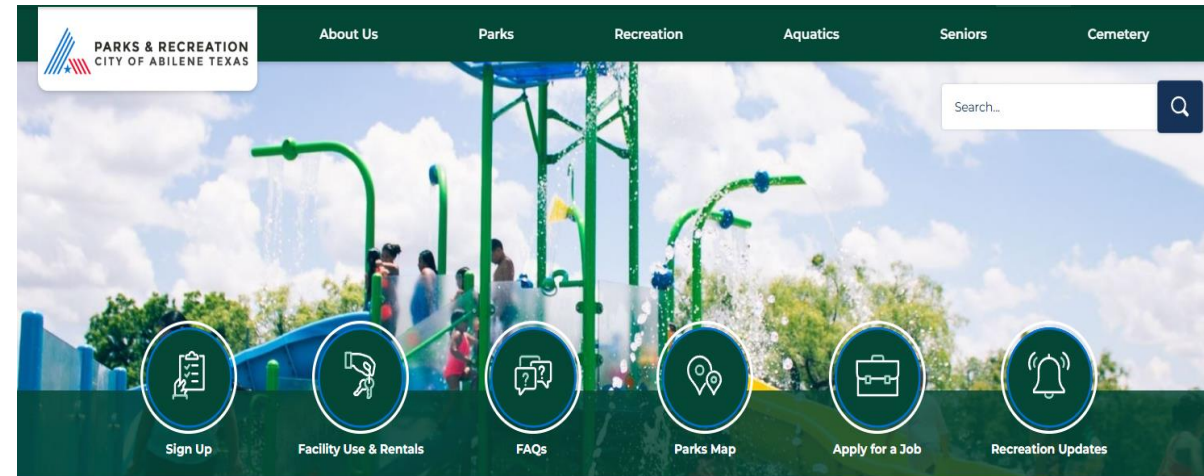 PARKS & RECREATION
CITY OF ABILENE TEXAS
About Us
Parks
Recreation
Aquatics
Seniors
Cemetery
Search...
Sign Up
Facility Use & Rentals
FAQs
Parks Map
Apply for a Job
Recreation Updates